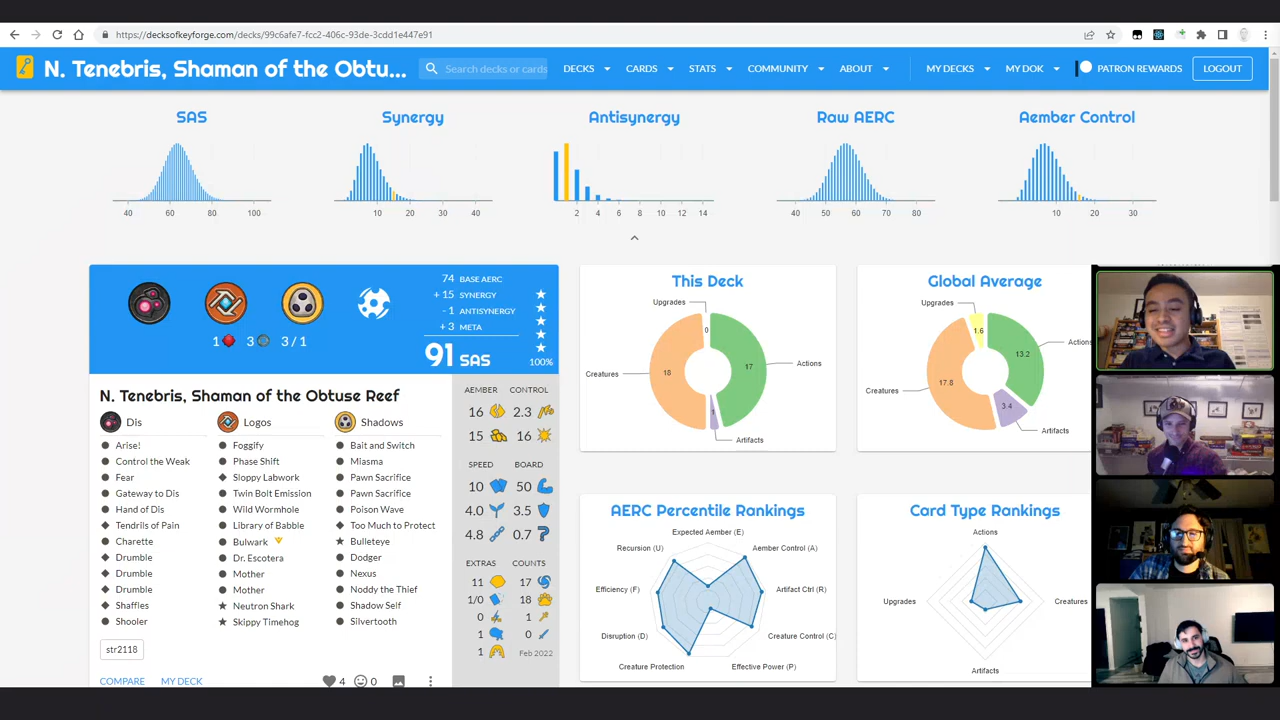 https://decksofkeyforge.com/decks/99c6afe7-fcc2-406c-93de-3cdd1e447e91
N. Tenebris, Shaman of the Obtu...
Search decks or cards
DECKS CARDS STATS COMMUNITY ABOUT MY DECKS MY DOK PATRON REWARDS LOGOUT
SAS Synergy Antisynergy Raw AERC Aember Control
40 60 80 100
10 20 30 40
2 4 6 8 10 12 14
40 50 60 70 80
10 20 30
74 BASE AERC
+ 15 SYNERGY
- 1 ANTISYNERGY
+ 3 META
1 3 3 / 1
91 SAS
100%
N. Tenebris, Shaman of the Obtuse Reef
Dis
Arise!
Control the Weak
Fear
Gateway to Dis
Hand of Dis
Tendrils of Pain
Charette
Drumble
Drumble
Drumble
Shaffles
Shooler
Logos
Foggify
Phase Shift
Sloppy Labwork
Twin Bolt Emission
Wild Wormhole
Library of Babble
Bulwark
Dr. Escotera
Mother
Mother
Neutron Shark
Skippy Timehog
Shadows
Bait and Switch
Miasma
Pawn Sacrifice
Pawn Sacrifice
Poison Wave
Too Much to Protect
Bulleteye
Dodger
Nexus
Noddy the Thief
Shadow Self
Silvertooth
str2118
COMPARE MY DECK
4 0
AEMBER CONTROL
16 2.3
15 16
SPEED BOARD
10 50
4.0 3.5
4.8 0.7
EXTRAS COUNTS
11 17
1/0 18
0 1
1 0
1 Feb 2022
This Deck
Upgrades
0
Creatures
18
17
Actions
1
Artifacts
Global Average
Upgrades
1.6
Actions
13.2
Creatures
17.8
3.4
Artifacts
AERC Percentile Rankings
Expected Aember (E)
Recursion (U)
Aember Control (A)
Efficiency (F)
Artifact Ctrl (R)
Disruption (D)
Creature Control (C)
Creature Protection
Effective Power (P)
Card Type Rankings
Actions
Upgrades
Creatures
Artifacts